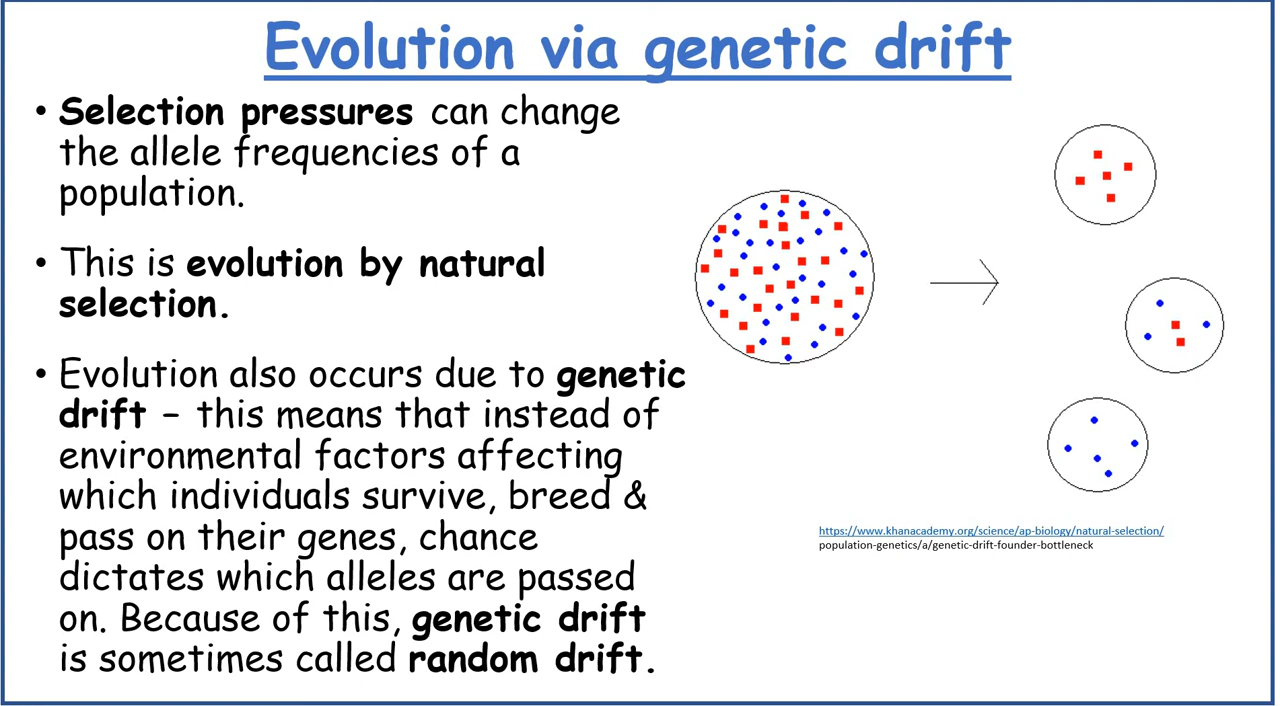 Evolution via genetic drift
• Selection pressures can change
the allele frequencies of a
population.
• This is evolution by natural
selection.
• Evolution also occurs due to genetic
drift – this means that instead of
environmental factors affecting
which individuals survive, breed &
pass on their genes, chance
dictates which alleles are passed
on. Because of this, genetic drift
is sometimes called random drift.
https://www.khanacademy.org/science/ap-biology/natural-selection/
population-genetics/a/genetic-drift-founder-bottleneck